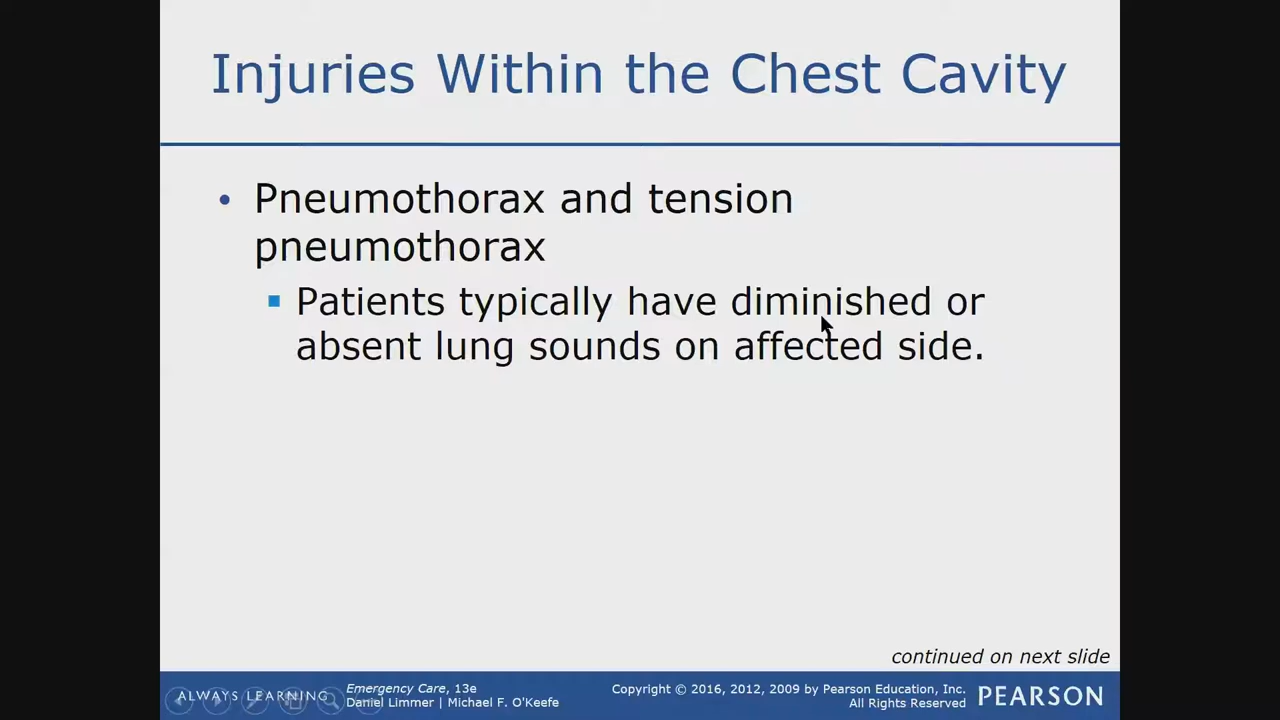 Injuries Within the Chest Cavity
• Pneumothorax and tension
pneumothorax
▪ Patients typically have diminished or
absent lung sounds on affected side.
continued on next slide
ALWAYS LEARNING
Emergency Care, 13e
Daniel Limmer | Michael F. O'Keefe
Copyright © 2016, 2012, 2009 by Pearson Education, Inc.
All Rights Reserved
PEARSON